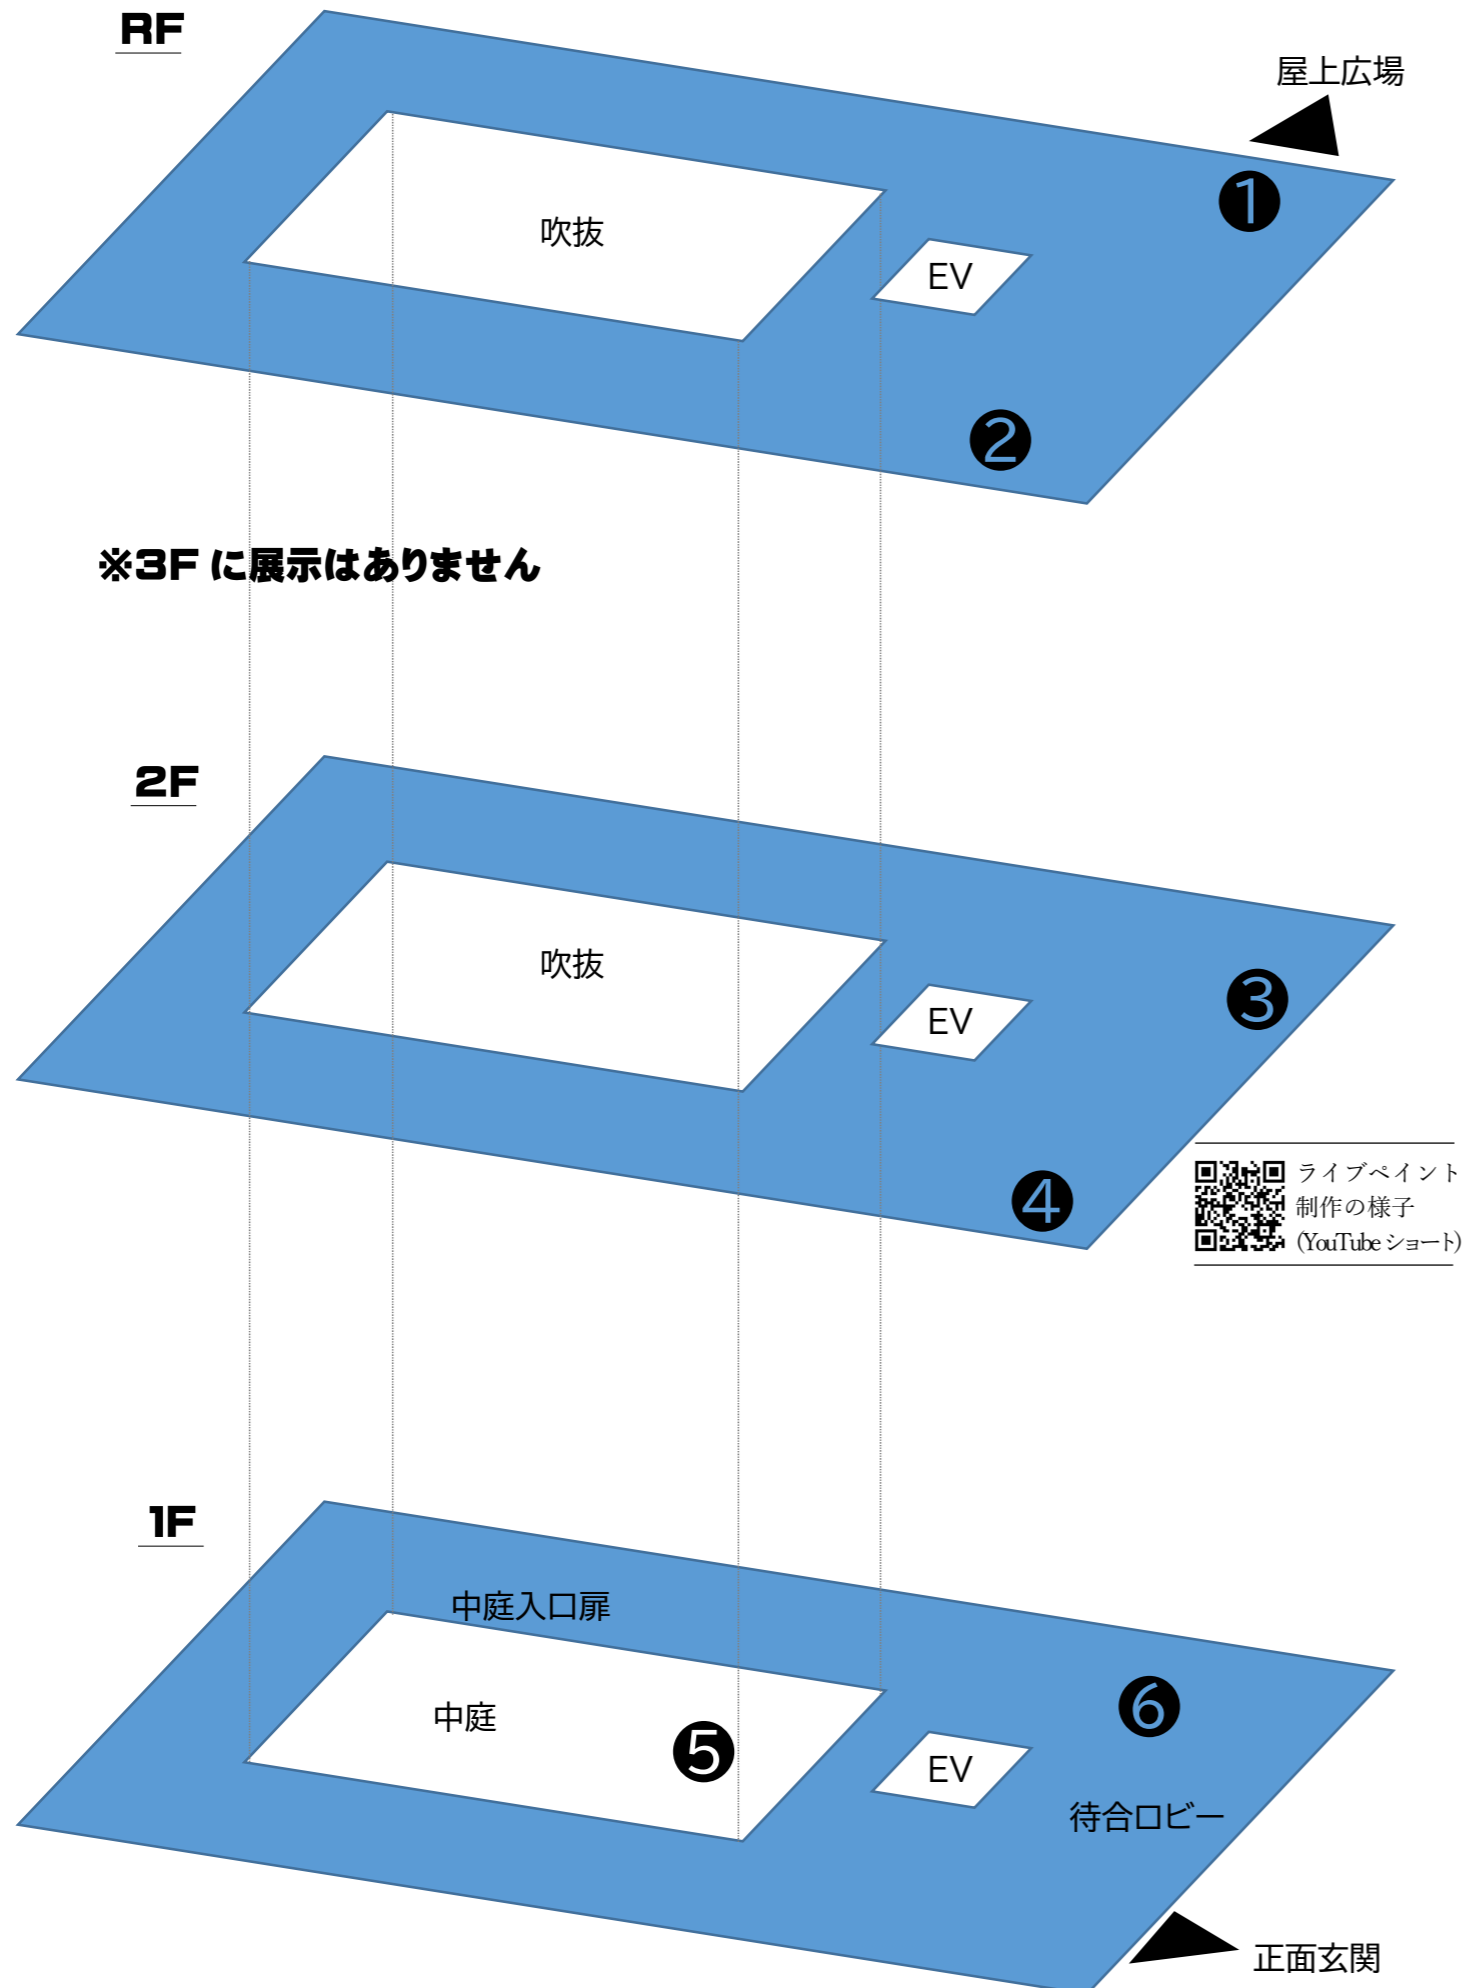 RF
屋上広場
❶
吹抜
EV
❷
※3F に展示はありません
2F
吹抜
❸
EV
❹
ライブペイント
制作の様子
(YouTube ショート)
1F
中庭入口扉
❻
中庭
❺
EV
待合ロビー
正面玄関